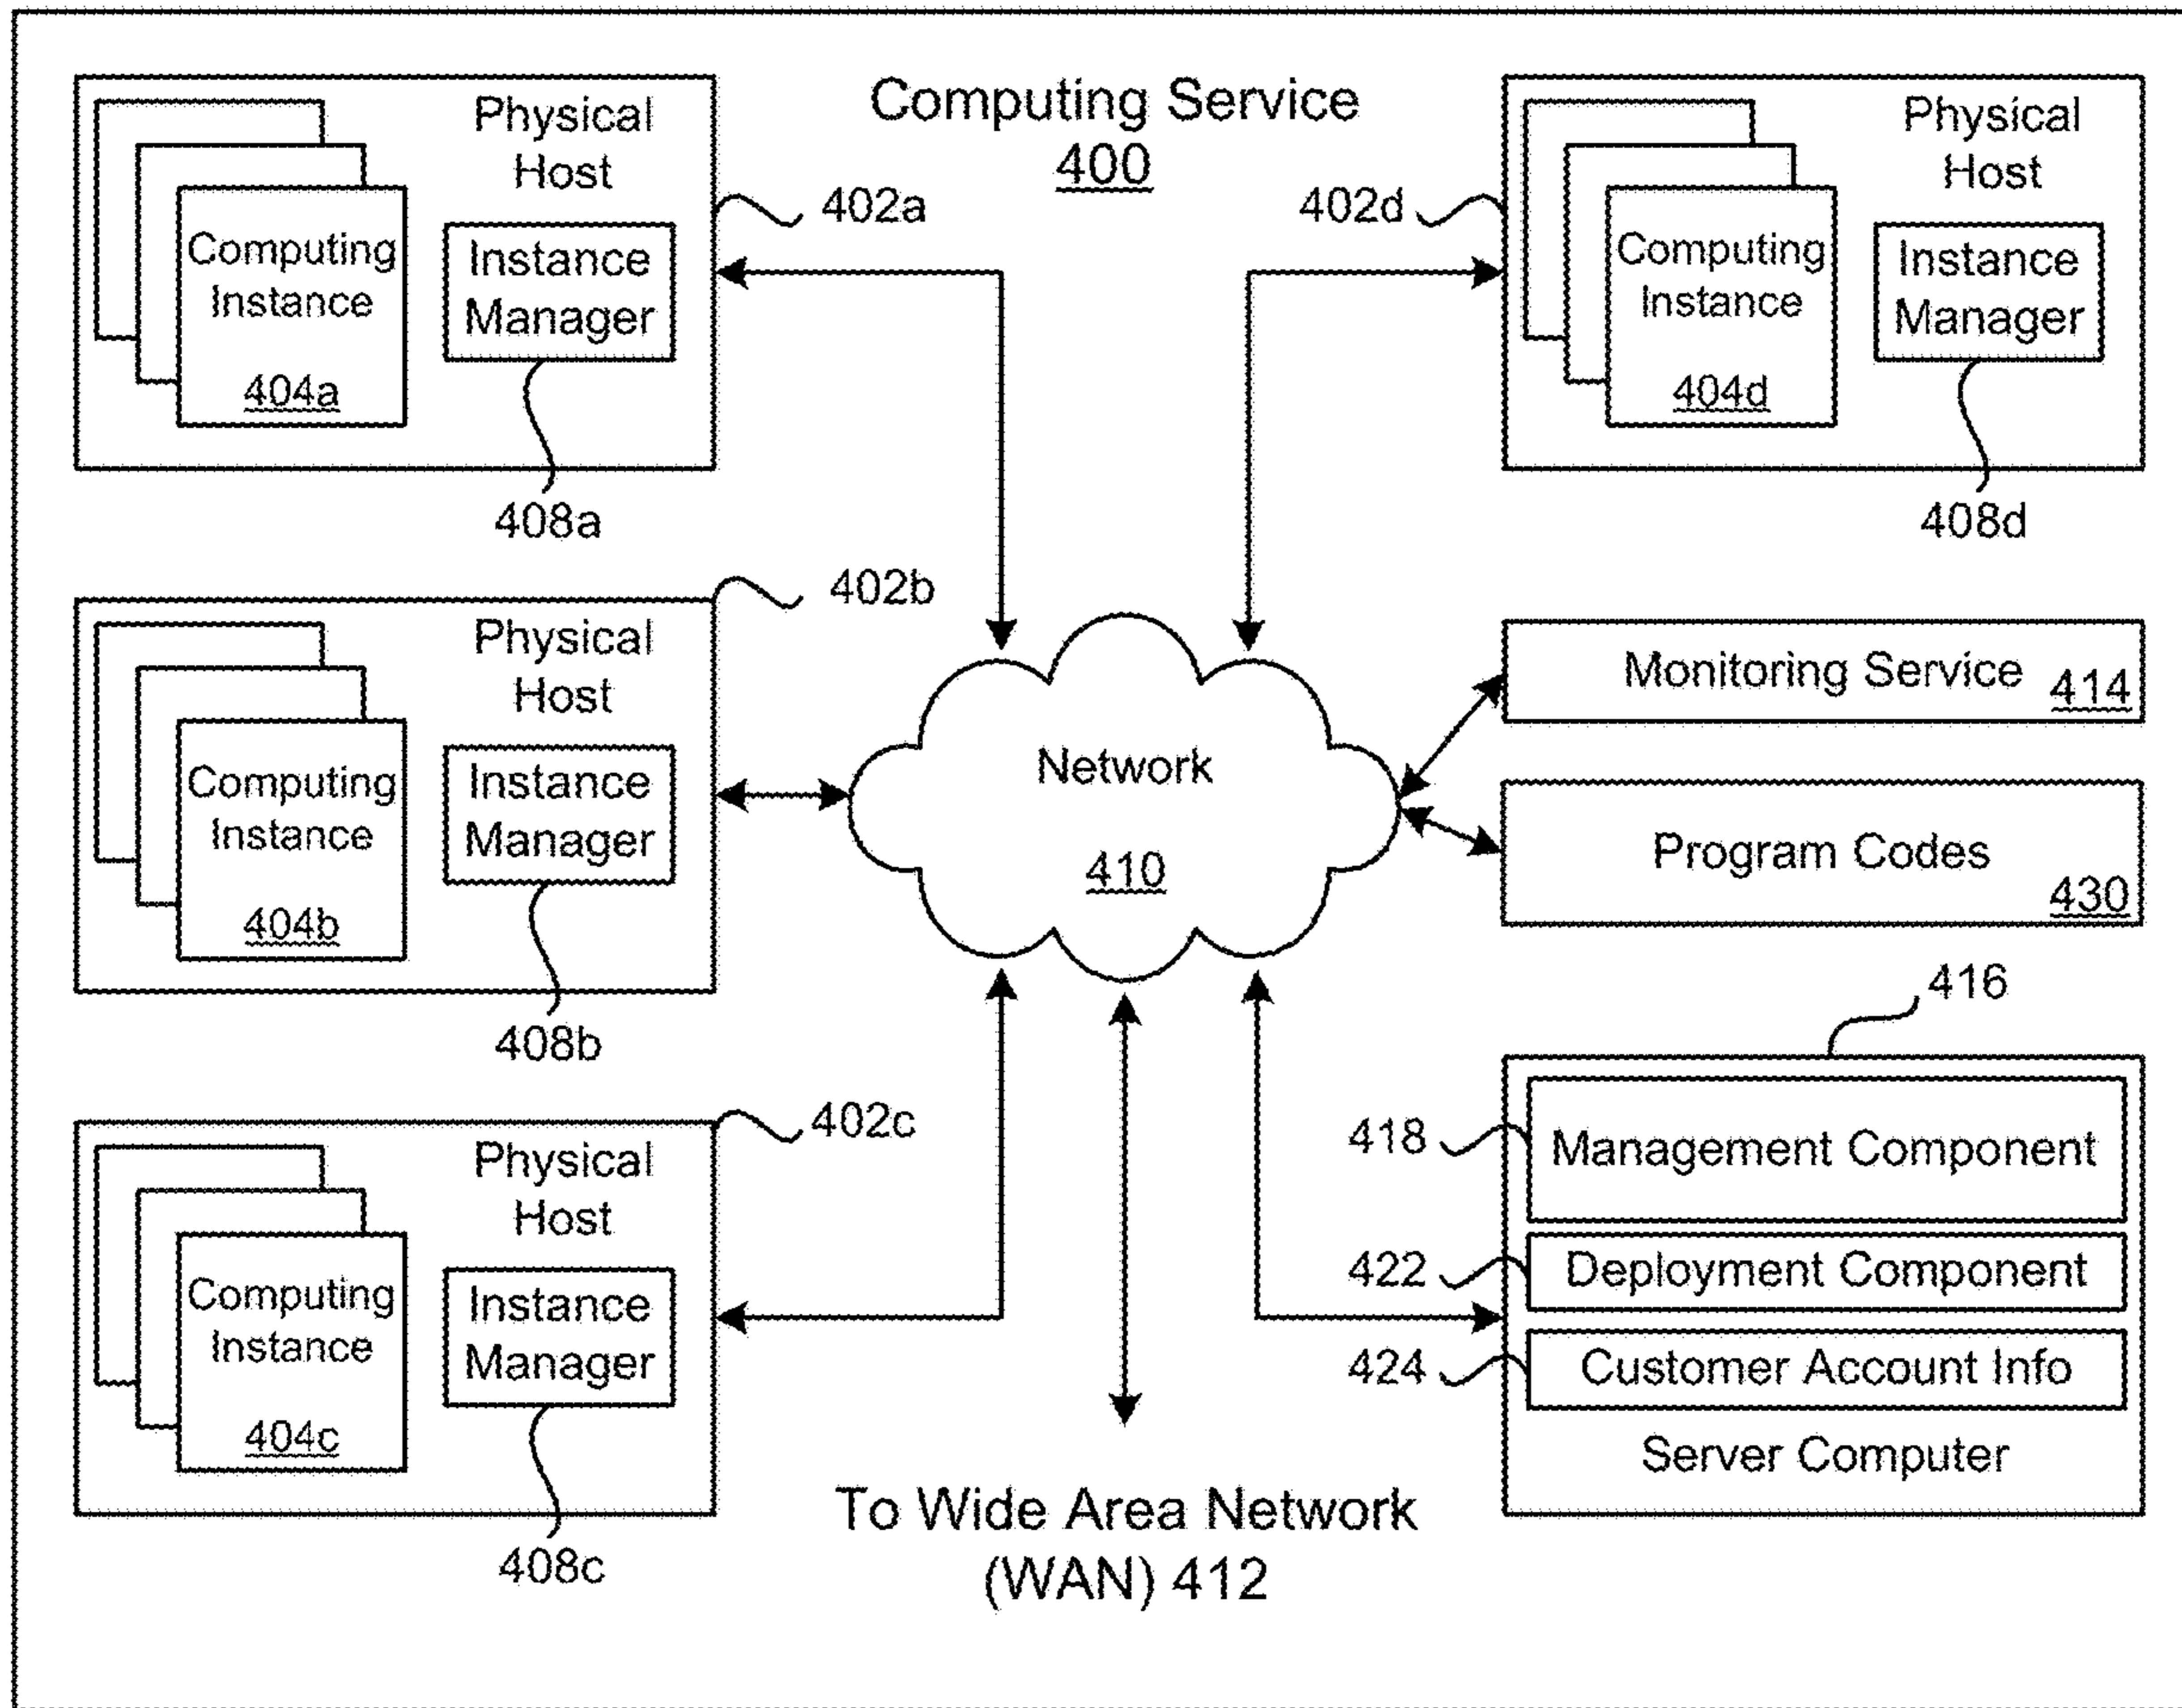 Computing Service
400
Physical
Host
402a
Computing
Instance
404a
Instance
Manager
408a
402d
Physical
Host
Computing
Instance
404d
Instance
Manager
408d
402b
Physical
Host
Computing
Instance
404b
Instance
Manager
408b
Network
410
Monitoring Service 414
Program Codes
430
402c
Physical
Host
Computing
Instance
404c
Instance
Manager
408c
To Wide Area Network
(WAN) 412
416
418
Management Component
422
Deployment Component
424
Customer Account Info
Server Computer